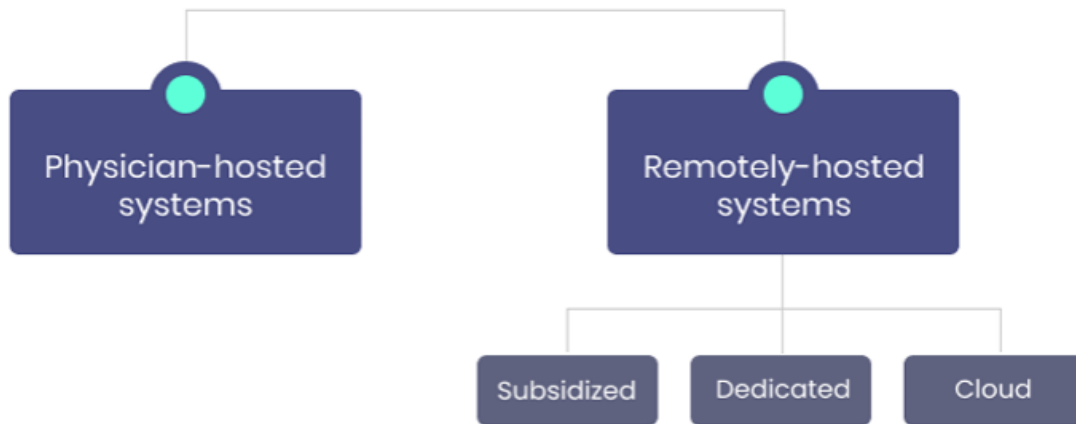 Physician-hosted
systems
Remotely-hosted
systems
Subsidized
Dedicated
Cloud